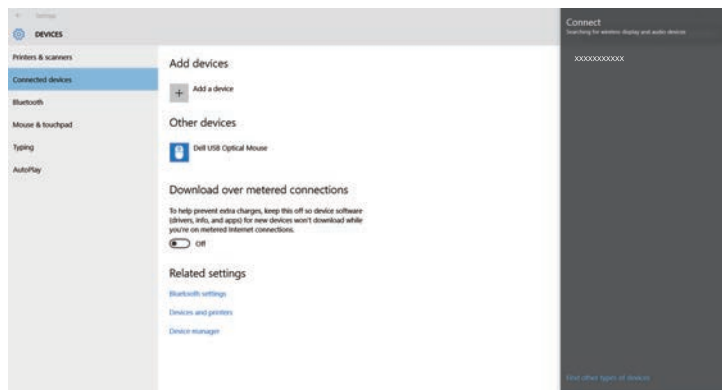 Settings
DEVICES
Printers & scanners
Connected devices
Bluetooth
Mouse & touchpad
Typing
AutoPlay
Add devices
Add a device
Other devices
Dell USB Optical Mouse
Download over metered connections
To help prevent extra charges, keep this off so device software
(drivers, info, and apps) for new devices won't download while
you're on metered Internet connections.
Off
Related settings
Bluetooth settings
Devices and printers
Device manager
Connect
Searching for wireless display and audio devices
xxxxxxxxxxx
Find other types of devices